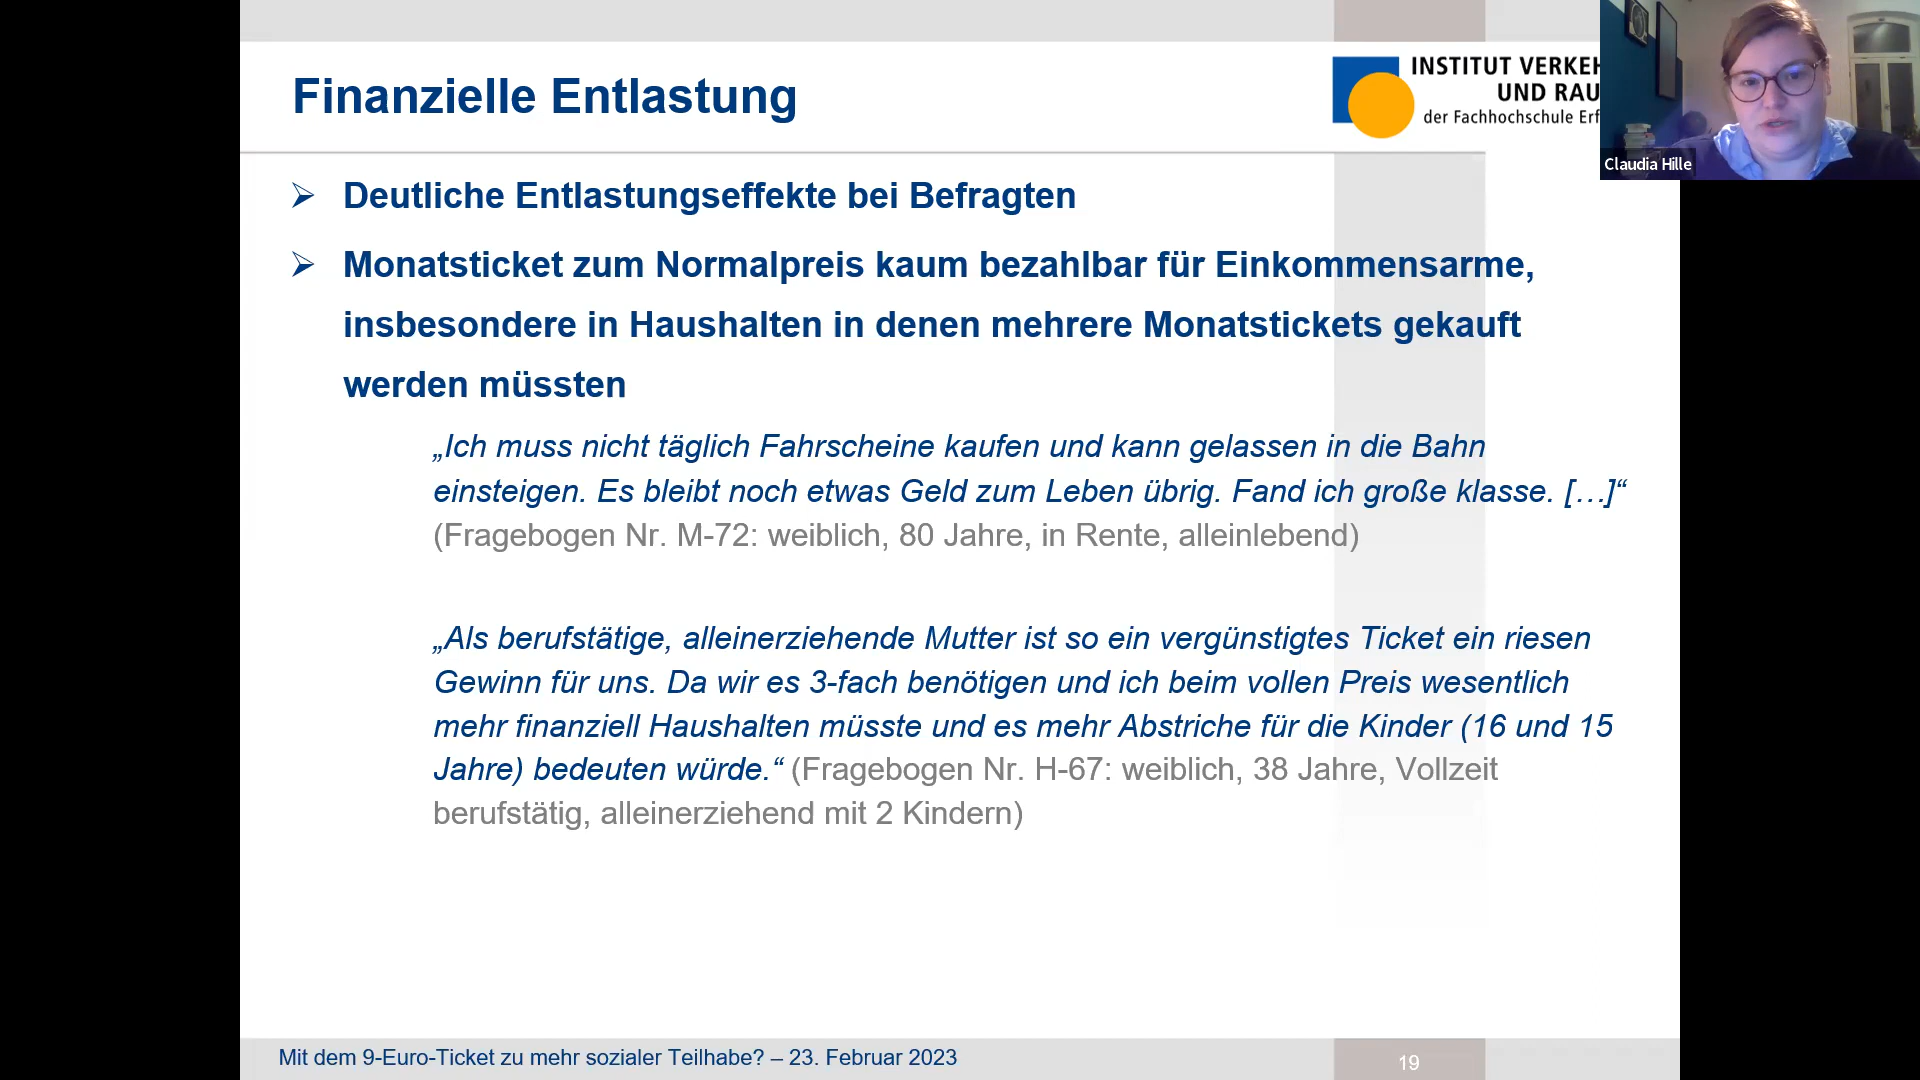 Finanzielle Entlastung
INSTITUT VERKEH
UND RAU
der Fachhochschule Erf
Claudia Hille
➢ Deutliche Entlastungseffekte bei Befragten
➢ Monatsticket zum Normalpreis kaum bezahlbar für Einkommensarme,
insbesondere in Haushalten in denen mehrere Monatstickets gekauft
werden müssten
„Ich muss nicht täglich Fahrscheine kaufen und kann gelassen in die Bahn
einsteigen. Es bleibt noch etwas Geld zum Leben übrig. Fand ich große klasse. […]“
(Fragebogen Nr. M-72: weiblich, 80 Jahre, in Rente, alleinlebend)
„Als berufstätige, alleinerziehende Mutter ist so ein vergünstigtes Ticket ein riesen
Gewinn für uns. Da wir es 3-fach benötigen und ich beim vollen Preis wesentlich
mehr finanziell Haushalten müsste und es mehr Abstriche für die Kinder (16 und 15
Jahre) bedeuten würde.“ (Fragebogen Nr. H-67: weiblich, 38 Jahre, Vollzeit
berufstätig, alleinerziehend mit 2 Kindern)
Mit dem 9-Euro-Ticket zu mehr sozialer Teilhabe? – 23. Februar 2023
19